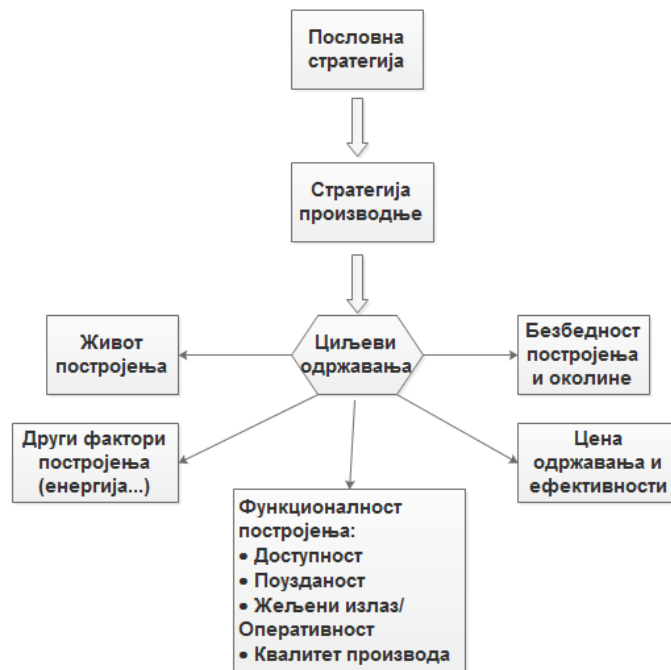 Пословна
стратегија
Стратегија
производње
Циљеви
одржавања
Живот
постројења
Безбедност
постројења
и околине
Други фактори
постројења
(енергија...)
Цена
одржавања и
ефективности
Функционалност
постројења:
• Доступност
• Поузданост
• Жељени излаз/
Оперативност
• Квалитет производа